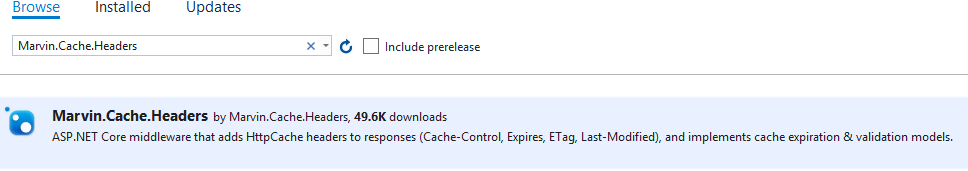 Browse Installed Updates
Marvin.Cache.Headers Include prerelease
Marvin.Cache.Headers by Marvin.Cache.Headers, 49.6K downloads
ASP.NET Core middleware that adds HttpCache headers to responses (Cache-Control, Expires, ETag, Last-Modified), and implements cache expiration & validation models.